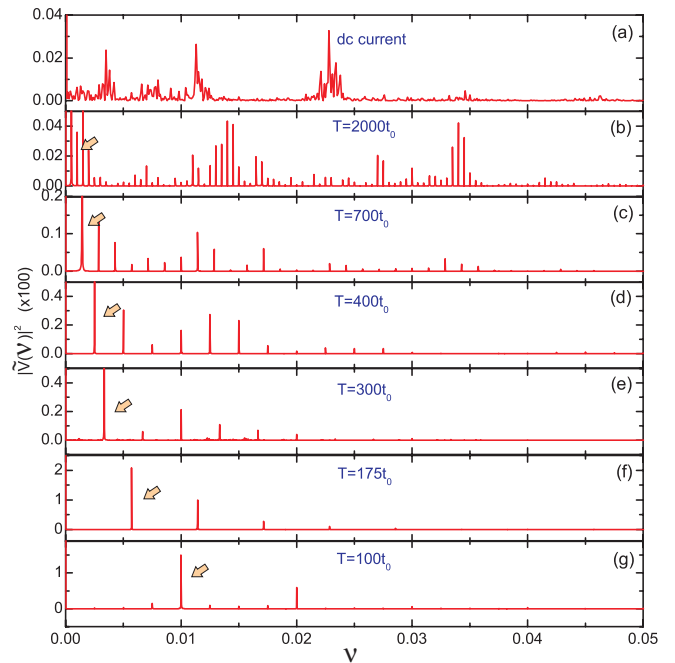 0.04
(a)
dc current
0.02
0.00
(b)
T=2000t₀
0.04
0.02
0.00
0.2
(c)
T=700t₀
0.1
0.0
(d)
T=400t₀
0.4
0.2
0.0
(e)
T=300t₀
0.4
0.2
0.0
(f)
T=175t₀
2
1
0
(g)
T=100t₀
1
0
|Ṽ(ν)|² (x100)
0.00 0.01 0.02 0.03 0.04 0.05
ν